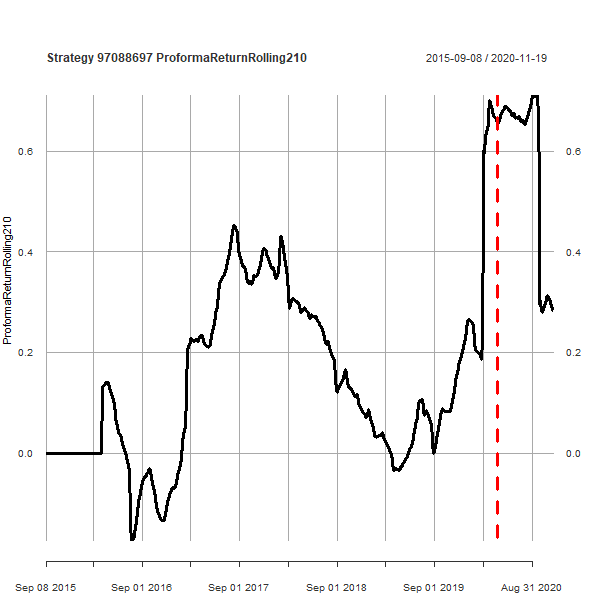 Strategy 97088697 ProformaReturnRolling210
2015-09-08 / 2020-11-19
ProformaReturnRolling210
0.6
0.6
0.4
0.4
0.2
0.2
0.0
0.0
Sep 08 2015
Sep 01 2016
Sep 01 2017
Sep 01 2018
Sep 01 2019
Aug 31 2020